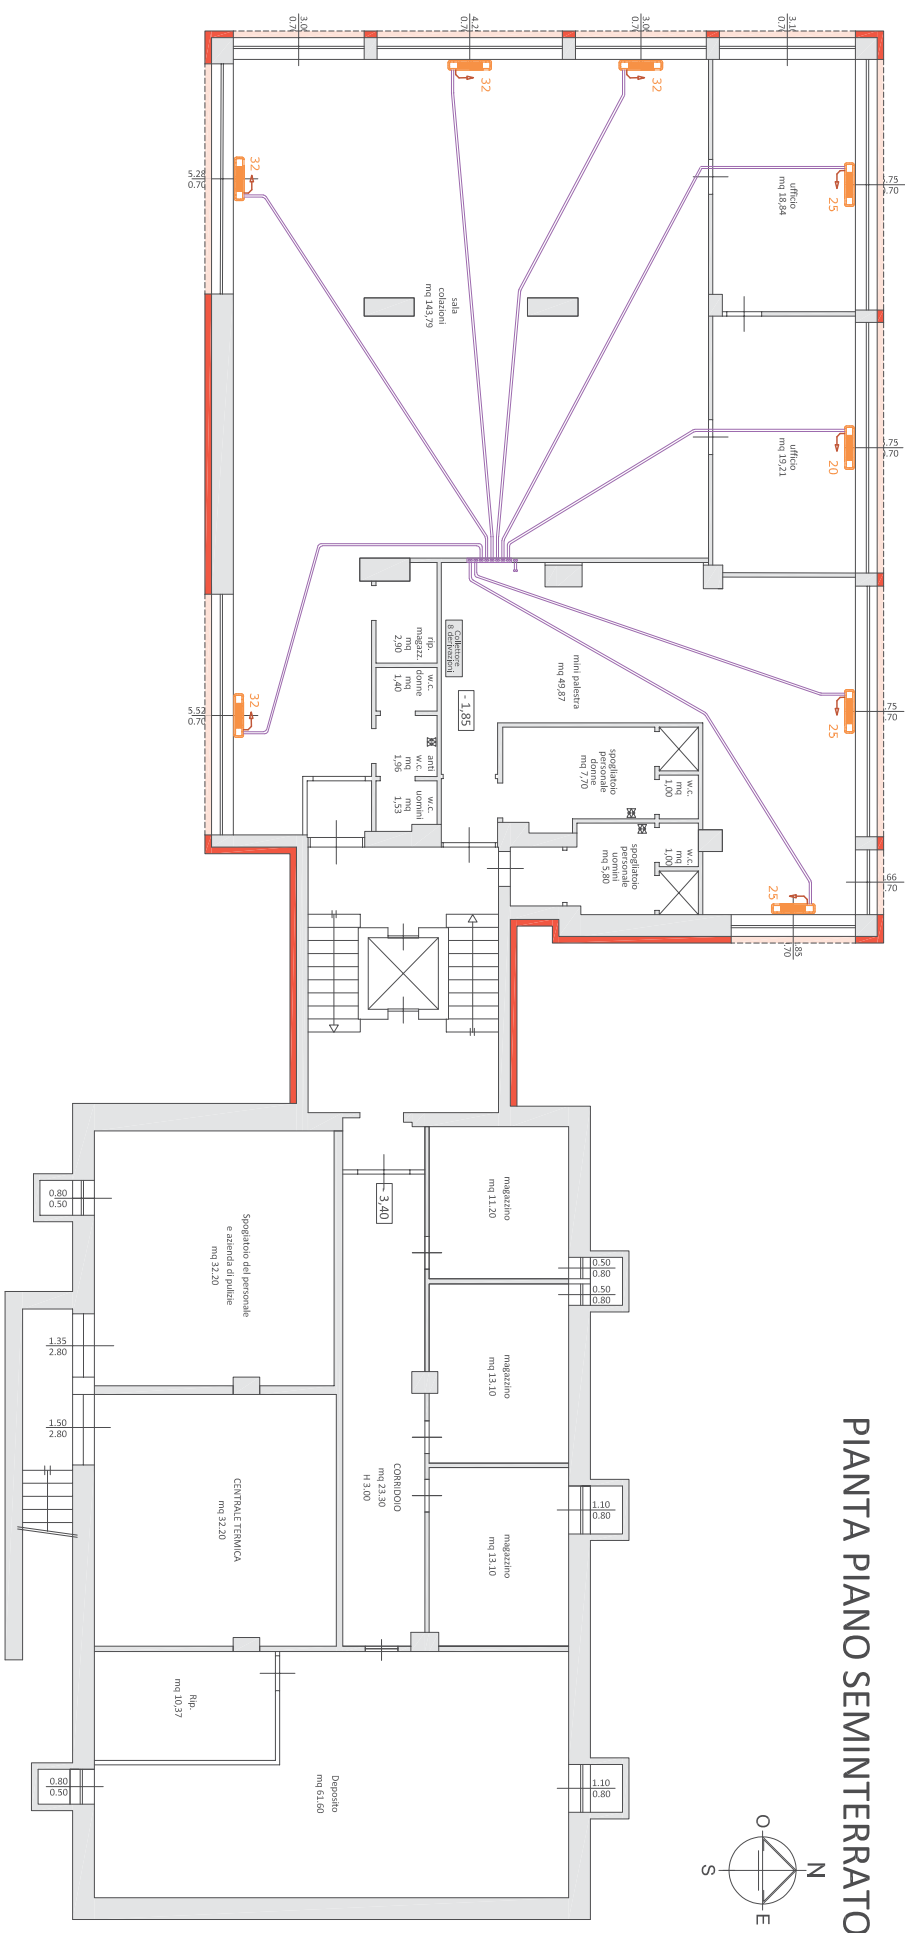 PIANTA PIANO SEMINTERRATO
N
O
E
S
32
32
32
32
25
20
25
25
ufficio
mq 18,84
ufficio
mq 19,21
sala
colazioni
mq 143,79
mini palestra
mq 49,87
Collettore
8 derivazioni
- 1,85
rip.
magazz.
mq
2,90
w.c.
donne
mq
1,40
anti
w.c.
mq
1,96
w.c.
uomini
mq
1,53
spogliatoio
personale
donne
mq 7,70
w.c.
mq
1,00
spogliatoio
personale
uomini
mq 5,80
w.c.
mq
1,00
5.28
0.70
5.52
0.70
.75
.70
.75
.70
.75
.70
.66
.70
.85
.70
- 3,40
magazzino
mq 11.20
magazzino
mq 13.10
magazzino
mq 13.10
CORRIDOIO
mq 23.30
H 3.00
Spogiatoio del personale
e azienda di pulizie
mq 32.20
CENTRALE TERMICA
mq 32.20
Rip.
mq 10,37
Deposito
mq 61.60
0.80
0.50
1.35
2.80
1.50
2.80
0.80
0.50
0.50
0.80
0.50
0.80
1.10
0.80
1.10
0.80